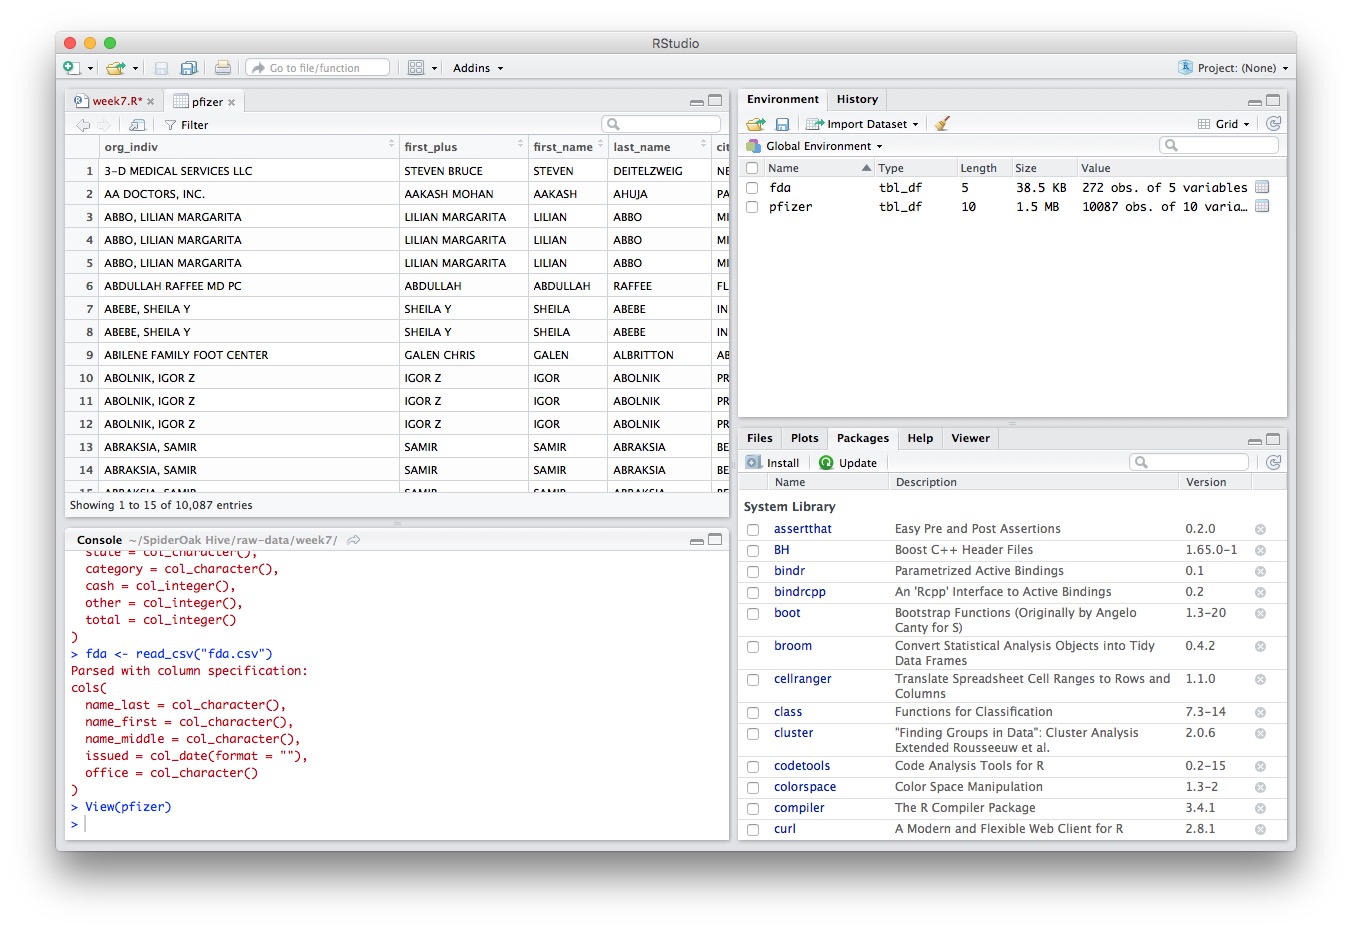 RStudio
Go to file/function
Addins
Project: (None)
week7.R*
pfizer
Filter
org_indiv first_plus first_name last_name cit
1 3-D MEDICAL SERVICES LLC STEVEN BRUCE STEVEN DEITELZWEIG NE
2 AA DOCTORS, INC. AAKASH MOHAN AAKASH AHUJA PA
3 ABBO, LILIAN MARGARITA LILIAN MARGARITA LILIAN ABBO MI
4 ABBO, LILIAN MARGARITA LILIAN MARGARITA LILIAN ABBO MI
5 ABBO, LILIAN MARGARITA LILIAN MARGARITA LILIAN ABBO MI
6 ABDULLAH RAFFEE MD PC ABDULLAH ABDULLAH RAFFEE FL
7 ABEBE, SHEILA Y SHEILA Y SHEILA ABEBE IN
8 ABEBE, SHEILA Y SHEILA Y SHEILA ABEBE IN
9 ABILENE FAMILY FOOT CENTER GALEN CHRIS GALEN ALBRITTON AB
10 ABOLNIK, IGOR Z IGOR Z IGOR ABOLNIK PR
11 ABOLNIK, IGOR Z IGOR Z IGOR ABOLNIK PR
12 ABOLNIK, IGOR Z IGOR Z IGOR ABOLNIK PR
13 ABRAKSIA, SAMIR SAMIR SAMIR ABRAKSIA BE
14 ABRAKSIA, SAMIR SAMIR SAMIR ABRAKSIA BE
15 ABRAKSIA, SAMIR SAMIR SAMIR ABRAKSIA BE
Showing 1 to 15 of 10,087 entries
Console ~/SpiderOak Hive/raw-data/week7/
state = col_character(),
category = col_character(),
cash = col_integer(),
other = col_integer(),
total = col_integer()
)
> fda <- read_csv("fda.csv")
Parsed with column specification:
cols(
name_last = col_character(),
name_first = col_character(),
name_middle = col_character(),
issued = col_date(format = ""),
office = col_character()
)
> View(pfizer)
>
Environment History
Import Dataset
Grid
Global Environment
Name Type Length Size Value
fda tbl_df 5 38.5 KB 272 obs. of 5 variables
pfizer tbl_df 10 1.5 MB 10087 obs. of 10 varia…
Files Plots Packages Help Viewer
Install Update
Name Description Version
System Library
assertthat Easy Pre and Post Assertions 0.2.0
BH Boost C++ Header Files 1.65.0-1
bindr Parametrized Active Bindings 0.1
bindrcpp An 'Rcpp' Interface to Active Bindings 0.2
boot Bootstrap Functions (Originally by Angelo 1.3-20
Canty for S)
broom Convert Statistical Analysis Objects into Tidy 0.4.2
Data Frames
cellranger Translate Spreadsheet Cell Ranges to Rows and 1.1.0
Columns
class Functions for Classification 7.3-14
cluster "Finding Groups in Data": Cluster Analysis 2.0.6
Extended Rousseeuw et al.
codetools Code Analysis Tools for R 0.2-15
colorspace Color Space Manipulation 1.3-2
compiler The R Compiler Package 3.4.1
curl A Modern and Flexible Web Client for R 2.8.1